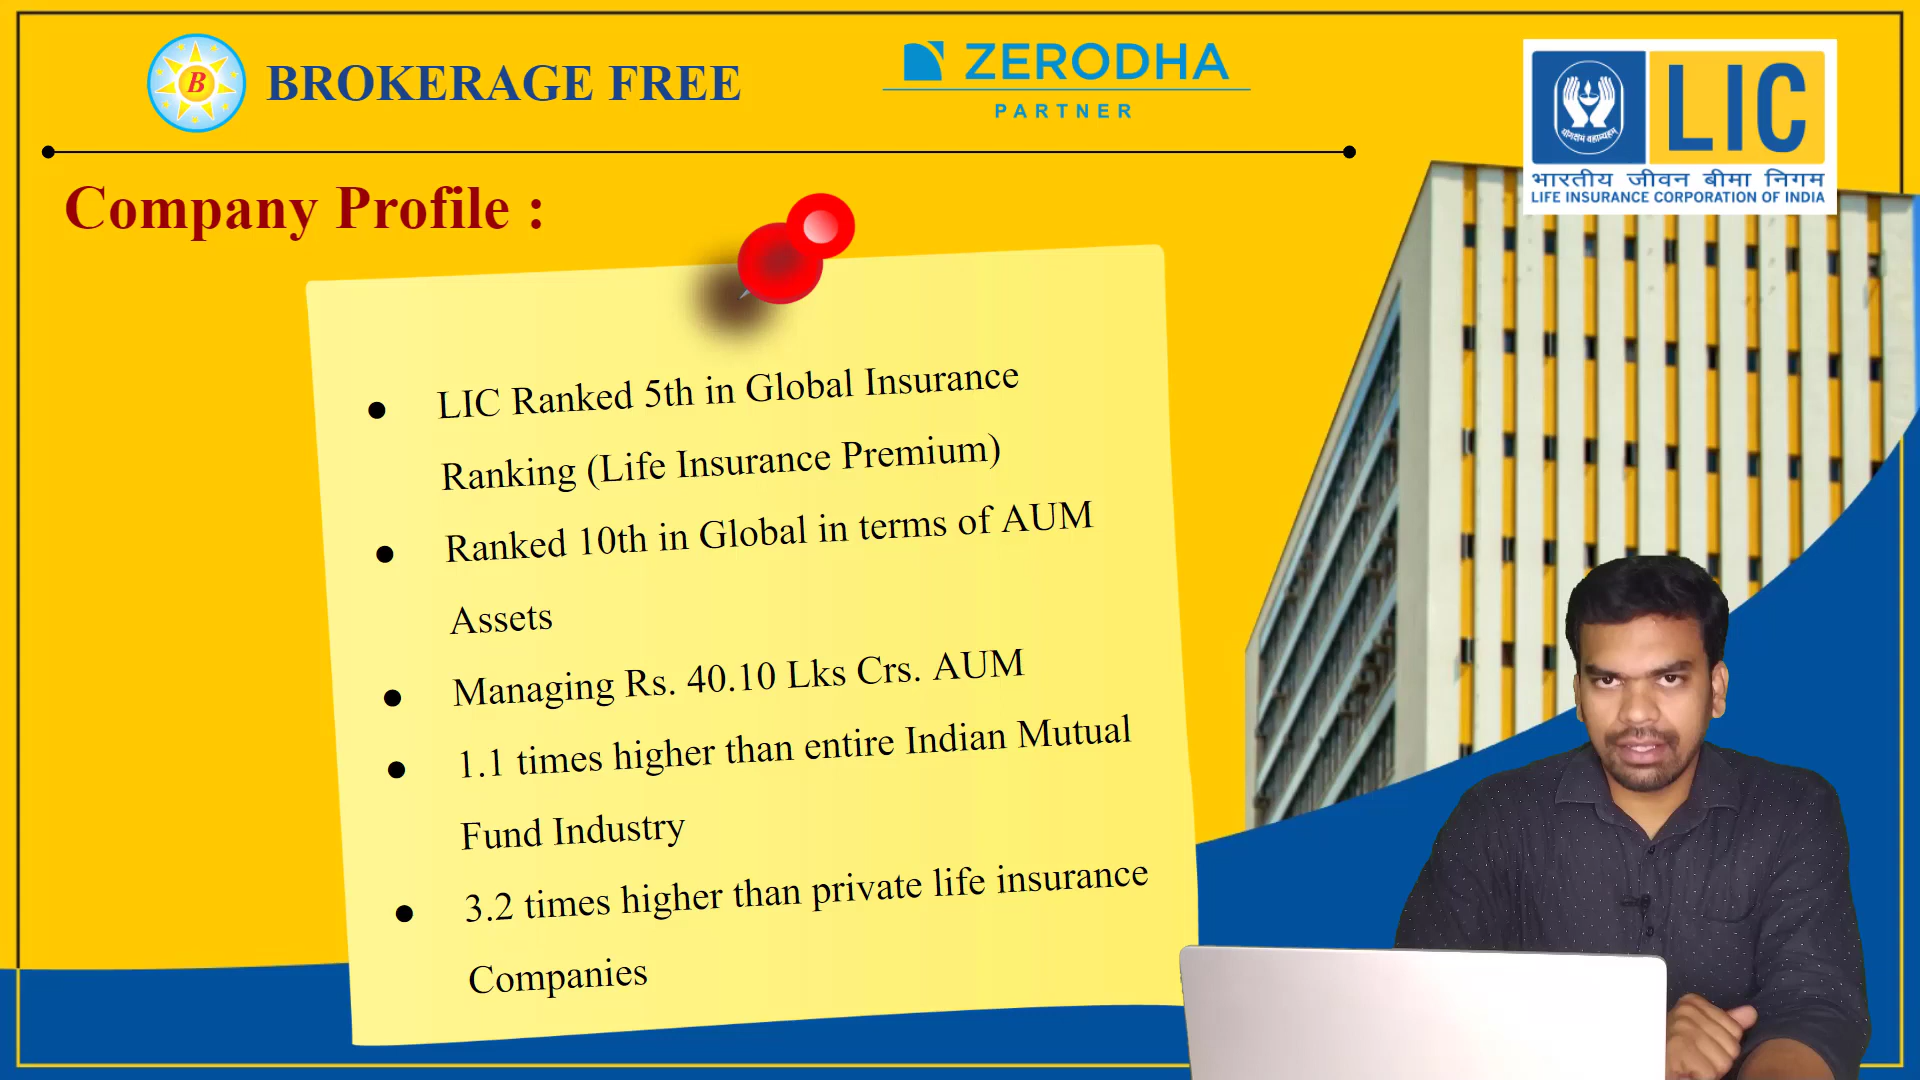 B
BROKERAGE FREE
ZERODHA
PARTNER
योगक्षेमं वहाम्यहम्
LIC
भारतीय जीवन बीमा निगम
LIFE INSURANCE CORPORATION OF INDIA
Company Profile :
● LIC Ranked 5th in Global Insurance
Ranking (Life Insurance Premium)
● Ranked 10th in Global in terms of AUM
Assets
● Managing Rs. 40.10 Lks Crs. AUM
● 1.1 times higher than entire Indian Mutual
Fund Industry
● 3.2 times higher than private life insurance
Companies